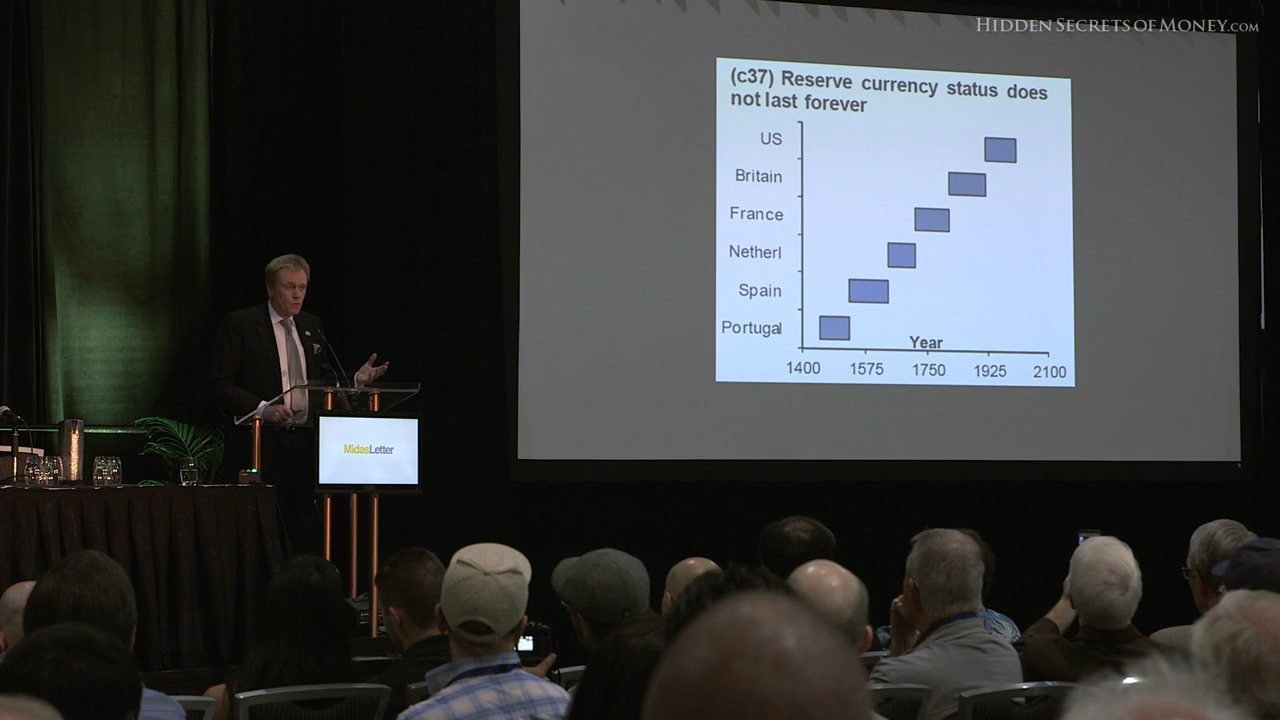 HIDDEN SECRETS OF MONEY.COM
(c37) Reserve currency status does
not last forever
US
Britain
France
Netherl
Spain
Portugal
Year
1400 1575 1750 1925 2100
MidasLetter